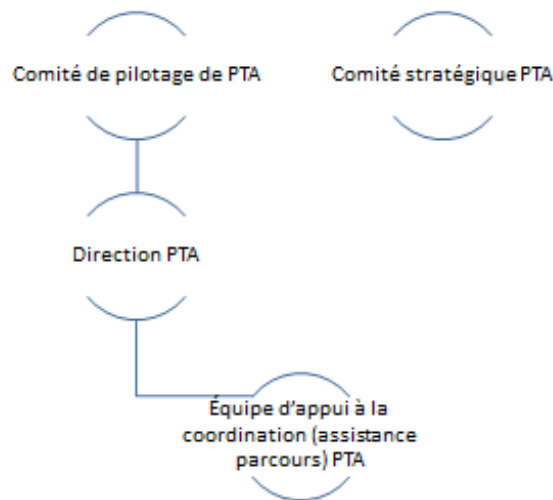 Comité de pilotage de PTA
Comité stratégique PTA
Direction PTA
Équipe d'appui à la
coordination (assistance
parcours) PTA